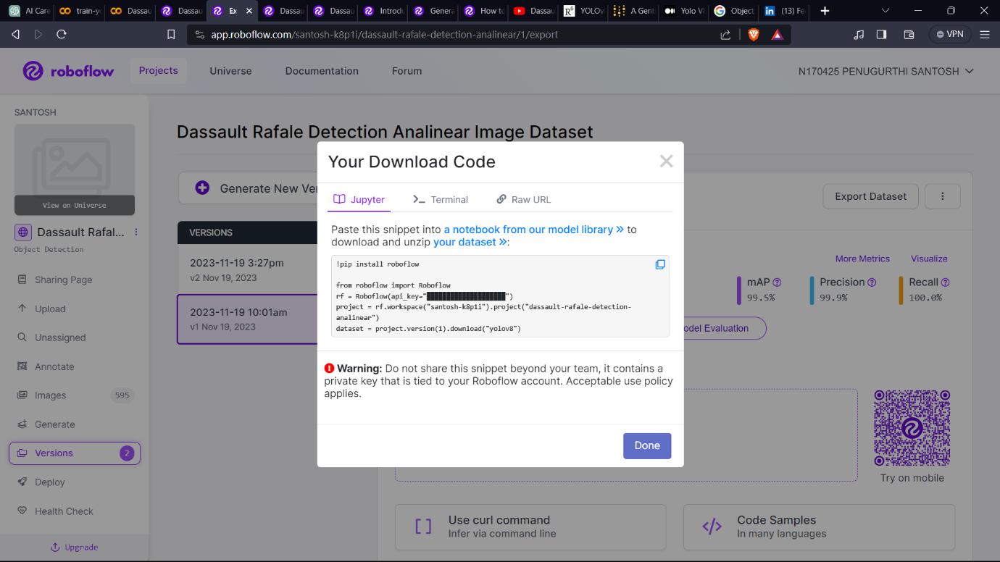 AI Care
train-yo
Dassau
Dassau
Ex
Dassau
Dassau
Introdu
Genera
How to
Dassau
YOLOv
A Gent
Yolo V8
Object
(13) Fe
app.roboflow.com/santosh-k8p1i/dassault-rafale-detection-analinear/1/export
VPN
roboflow
Projects
Universe
Documentation
Forum
N170425 PENUGURTHI SANTOSH
SANTOSH
View on Universe
Dassault Rafal...
Object Detection
Sharing Page
Upload
Unassigned
Annotate
Images 595
Generate
Versions 2
Deploy
Health Check
Upgrade
Dassault Rafale Detection Analinear Image Dataset
Generate New Ver
Export Dataset
VERSIONS
2023-11-19 3:27pm
v2 Nov 19, 2023
2023-11-19 10:01am
v1 Nov 19, 2023
Your Download Code
Jupyter
Terminal
Raw URL
Paste this snippet into a notebook from our model library » to
download and unzip your dataset »:
!pip install roboflow
from roboflow import Roboflow
rf = Roboflow(api_key="████████████████████")
project = rf.workspace("santosh-k8p1i").project("dassault-rafale-detection-
analinear")
dataset = project.version(1).download("yolov8")
Warning: Do not share this snippet beyond your team, it contains a
private key that is tied to your Roboflow account. Acceptable use policy
applies.
Done
More Metrics
Visualize
mAP
99.5%
Precision
99.9%
Recall
100.0%
odel Evaluation
Try on mobile
Use curl command
Infer via command line
Code Samples
In many languages